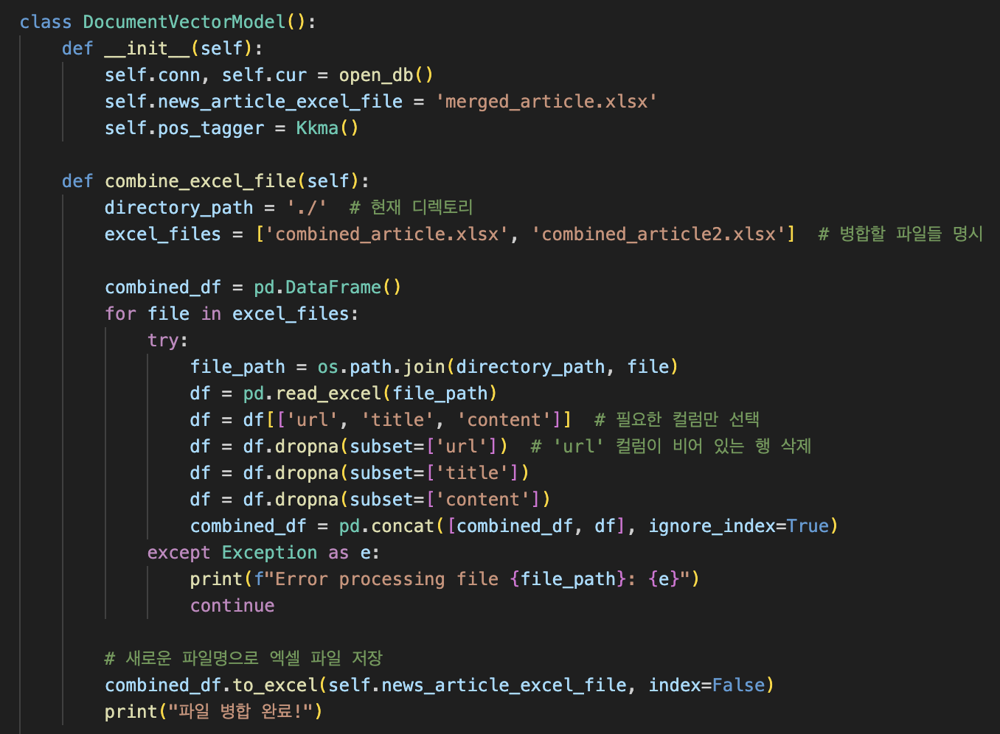 class DocumentVectorModel():
    def __init__(self):
        self.conn, self.cur = open_db()
        self.news_article_excel_file = 'merged_article.xlsx'
        self.pos_tagger = Kkma()

    def combine_excel_file(self):
        directory_path = './'  # 현재 디렉토리
        excel_files = ['combined_article.xlsx', 'combined_article2.xlsx']  # 병합할 파일들 명시

        combined_df = pd.DataFrame()
        for file in excel_files:
            try:
                file_path = os.path.join(directory_path, file)
                df = pd.read_excel(file_path)
                df = df[['url', 'title', 'content']]  # 필요한 컬럼만 선택
                df = df.dropna(subset=['url'])  # 'url' 컬럼이 비어 있는 행 삭제
                df = df.dropna(subset=['title'])
                df = df.dropna(subset=['content'])
                combined_df = pd.concat([combined_df, df], ignore_index=True)
            except Exception as e:
                print(f"Error processing file {file_path}: {e}")
                continue

        # 새로운 파일명으로 엑셀 파일 저장
        combined_df.to_excel(self.news_article_excel_file, index=False)
        print("파일 병합 완료!")